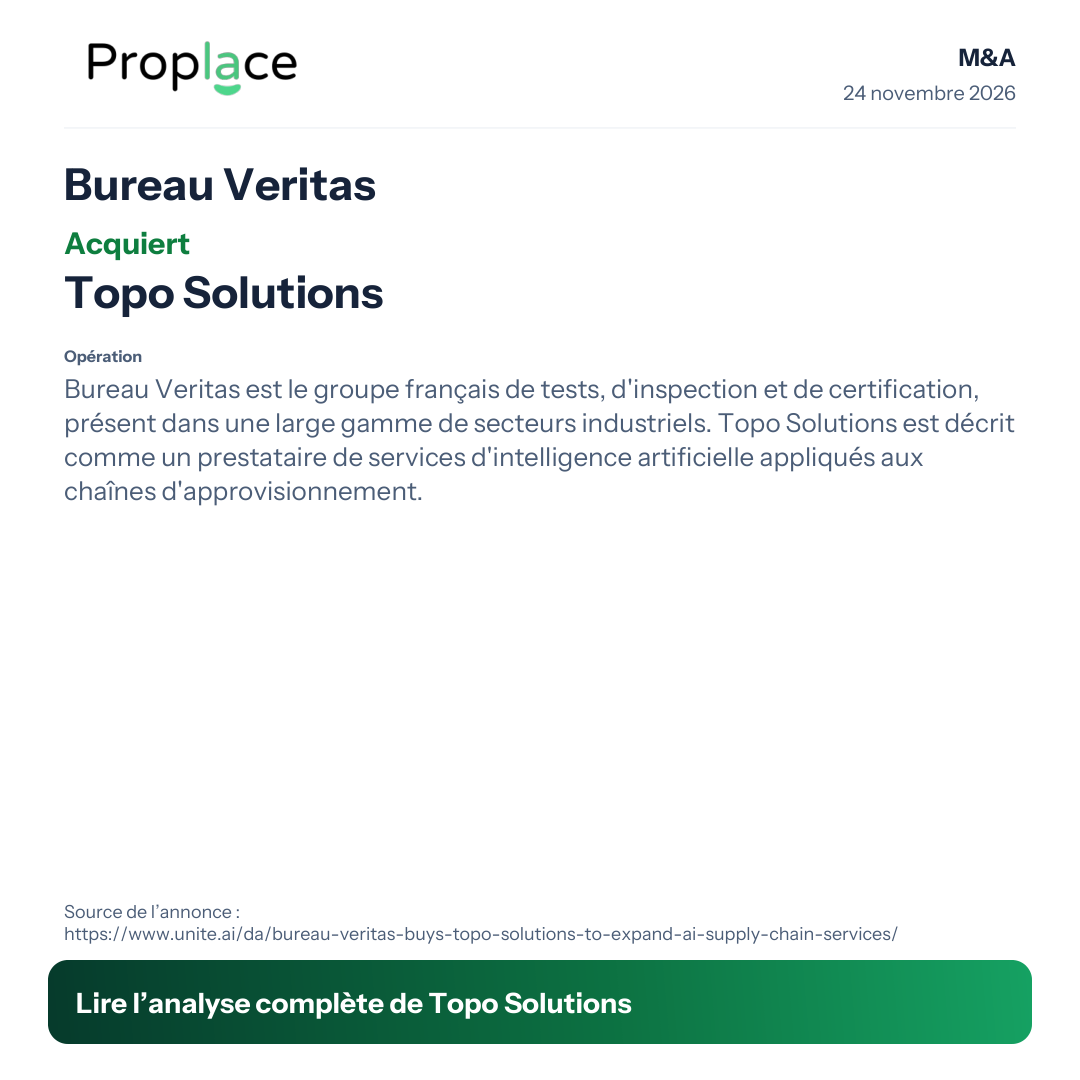 Proplace
M&A
24 novembre 2026
Bureau Veritas
Acquiert
Topo Solutions
Opération
Bureau Veritas est le groupe français de tests, d'inspection et de certification,
présent dans une large gamme de secteurs industriels. Topo Solutions est décrit
comme un prestataire de services d'intelligence artificielle appliqués aux
chaînes d'approvisionnement.
Source de l’annonce :
https://www.unite.ai/da/bureau-veritas-buys-topo-solutions-to-expand-ai-supply-chain-services/
Lire l’analyse complète de Topo Solutions